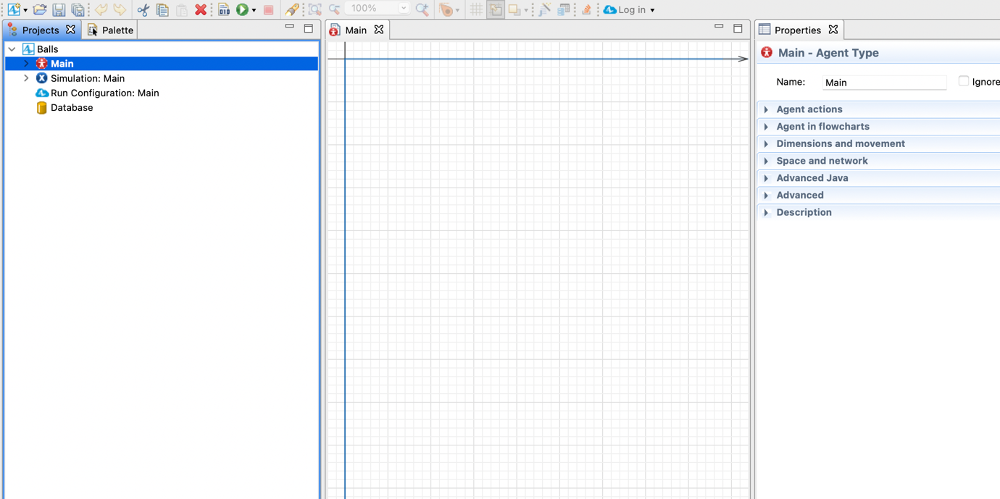 010
100%
Log in
Projects
Palette
Main
Properties
Balls
Main
Simulation: Main
Run Configuration: Main
Database
Main - Agent Type
Name:
Main
Ignore
Agent actions
Agent in flowcharts
Dimensions and movement
Space and network
Advanced Java
Advanced
Description